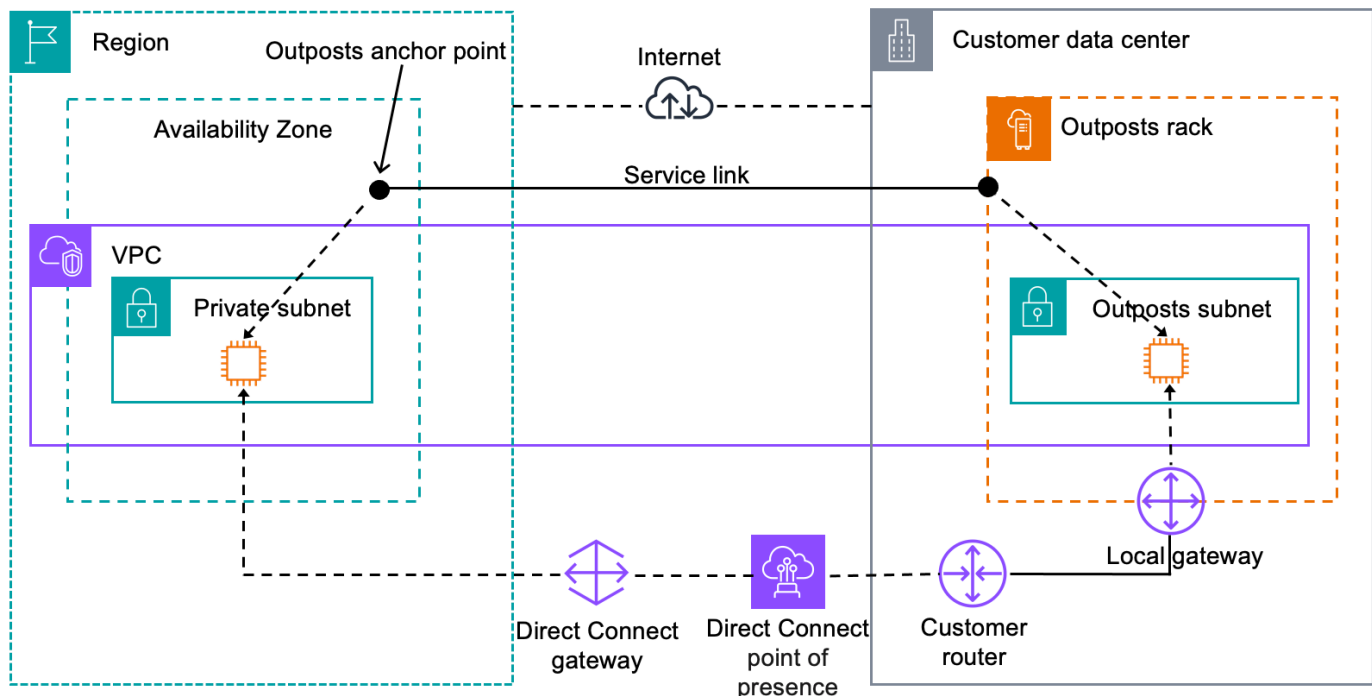 Region
Outposts anchor point
Internet
Customer data center
Availability Zone
Outposts rack
Service link
VPC
Private subnet
Outposts subnet
Local gateway
Direct Connect
gateway
Direct Connect
point of
presence
Customer
router